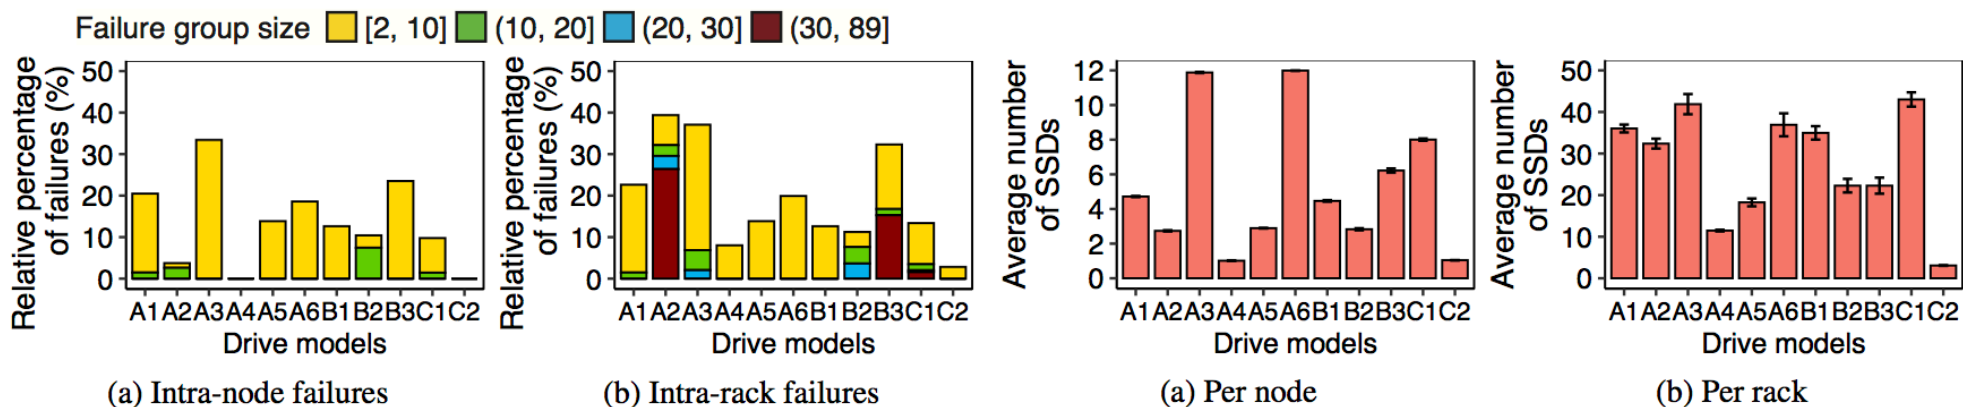 Failure group size [2, 10] (10, 20] (20, 30] (30, 89]
Relative percentage
of failures (%)
50
40
30
20
10
0
A1 A2 A3 A4 A5 A6 B1 B2 B3 C1 C2
Drive models
(a) Intra-node failures
Relative percentage
of failures (%)
50
40
30
20
10
0
A1 A2 A3 A4 A5 A6 B1 B2 B3 C1 C2
Drive models
(b) Intra-rack failures
Average number
of SSDs
12
10
8
6
4
2
0
A1 A2 A3 A4 A5 A6 B1 B2 B3 C1 C2
Drive models
(a) Per node
Average number
of SSDs
50
40
30
20
10
0
A1 A2 A3 A4 A5 A6 B1 B2 B3 C1 C2
Drive models
(b) Per rack